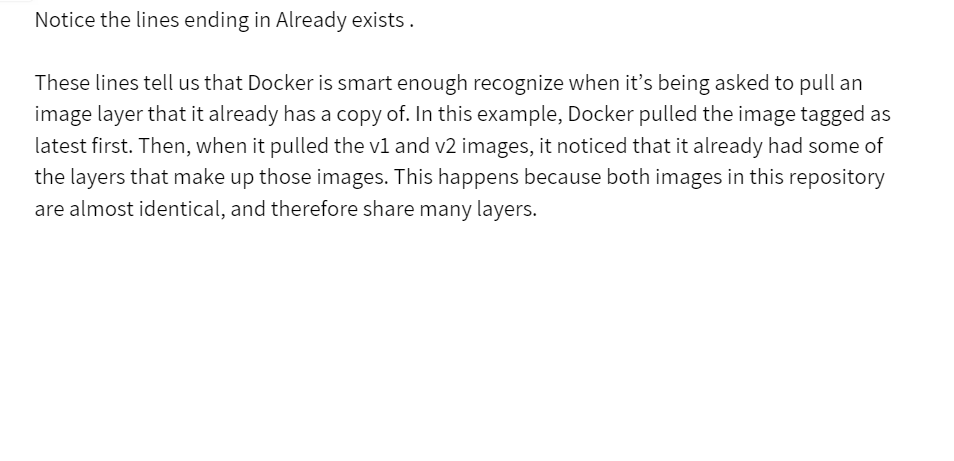 Notice the lines ending in Already exists .
These lines tell us that Docker is smart enough recognize when it’s being asked to pull an
image layer that it already has a copy of. In this example, Docker pulled the image tagged as
latest first. Then, when it pulled the v1 and v2 images, it noticed that it already had some of
the layers that make up those images. This happens because both images in this repository
are almost identical, and therefore share many layers.